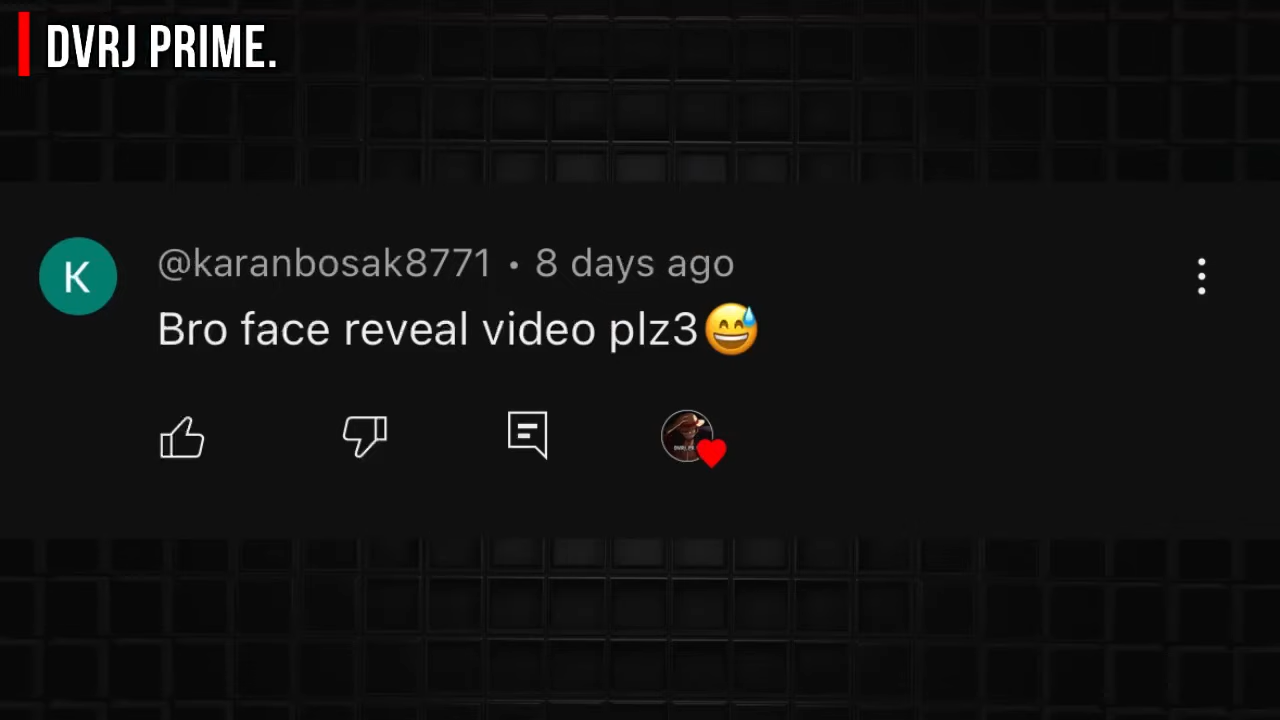 DVRJ PRIME.
@karanbosak8771 • 8 days ago
K
Bro face reveal video plz3😅